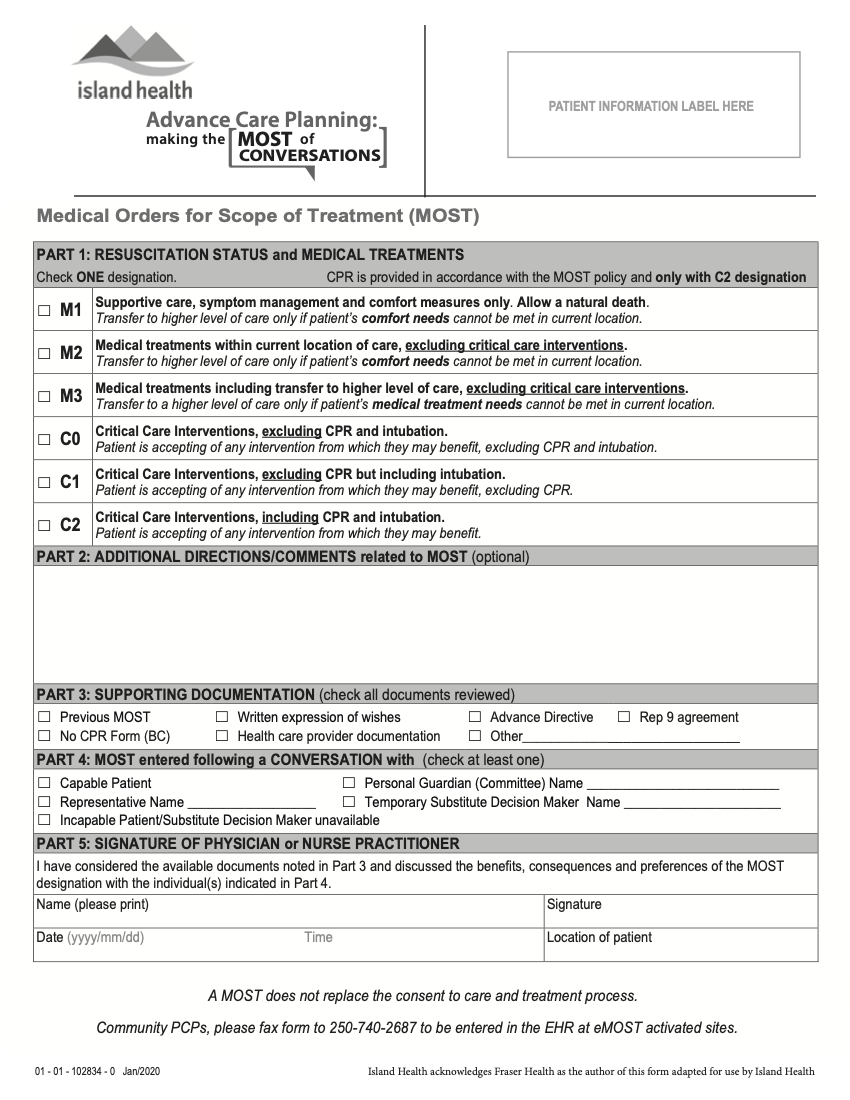 island health
Advance Care Planning:
making the MOST of
CONVERSATIONS
PATIENT INFORMATION LABEL HERE
Medical Orders for Scope of Treatment (MOST)
PART 1: RESUSCITATION STATUS and MEDICAL TREATMENTS
Check ONE designation. CPR is provided in accordance with the MOST policy and only with C2 designation
☐ M1 Supportive care, symptom management and comfort measures only. Allow a natural death.
Transfer to higher level of care only if patient's comfort needs cannot be met in current location.
☐ M2 Medical treatments within current location of care, excluding critical care interventions.
Transfer to higher level of care only if patient's comfort needs cannot be met in current location.
☐ M3 Medical treatments including transfer to higher level of care, excluding critical care interventions.
Transfer to a higher level of care only if patient's medical treatment needs cannot be met in current location.
☐ C0 Critical Care Interventions, excluding CPR and intubation.
Patient is accepting of any intervention from which they may benefit, excluding CPR and intubation.
☐ C1 Critical Care Interventions, excluding CPR but including intubation.
Patient is accepting of any intervention from which they may benefit, excluding CPR.
☐ C2 Critical Care Interventions, including CPR and intubation.
Patient is accepting of any intervention from which they may benefit.
PART 2: ADDITIONAL DIRECTIONS/COMMENTS related to MOST (optional)
PART 3: SUPPORTING DOCUMENTATION (check all documents reviewed)
☐ Previous MOST ☐ Written expression of wishes ☐ Advance Directive ☐ Rep 9 agreement
☐ No CPR Form (BC) ☐ Health care provider documentation ☐ Other____________________________
PART 4: MOST entered following a CONVERSATION with (check at least one)
☐ Capable Patient ☐ Personal Guardian (Committee) Name _________________________
☐ Representative Name ________________ ☐ Temporary Substitute Decision Maker Name ____________________
☐ Incapable Patient/Substitute Decision Maker unavailable
PART 5: SIGNATURE OF PHYSICIAN or NURSE PRACTITIONER
I have considered the available documents noted in Part 3 and discussed the benefits, consequences and preferences of the MOST
designation with the individual(s) indicated in Part 4.
Name (please print) Signature
Date (yyyy/mm/dd) Time Location of patient
A MOST does not replace the consent to care and treatment process.
Community PCPs, please fax form to 250-740-2687 to be entered in the EHR at eMOST activated sites.
01 - 01 - 102834 - 0 Jan/2020 Island Health acknowledges Fraser Health as the author of this form adapted for use by Island Health